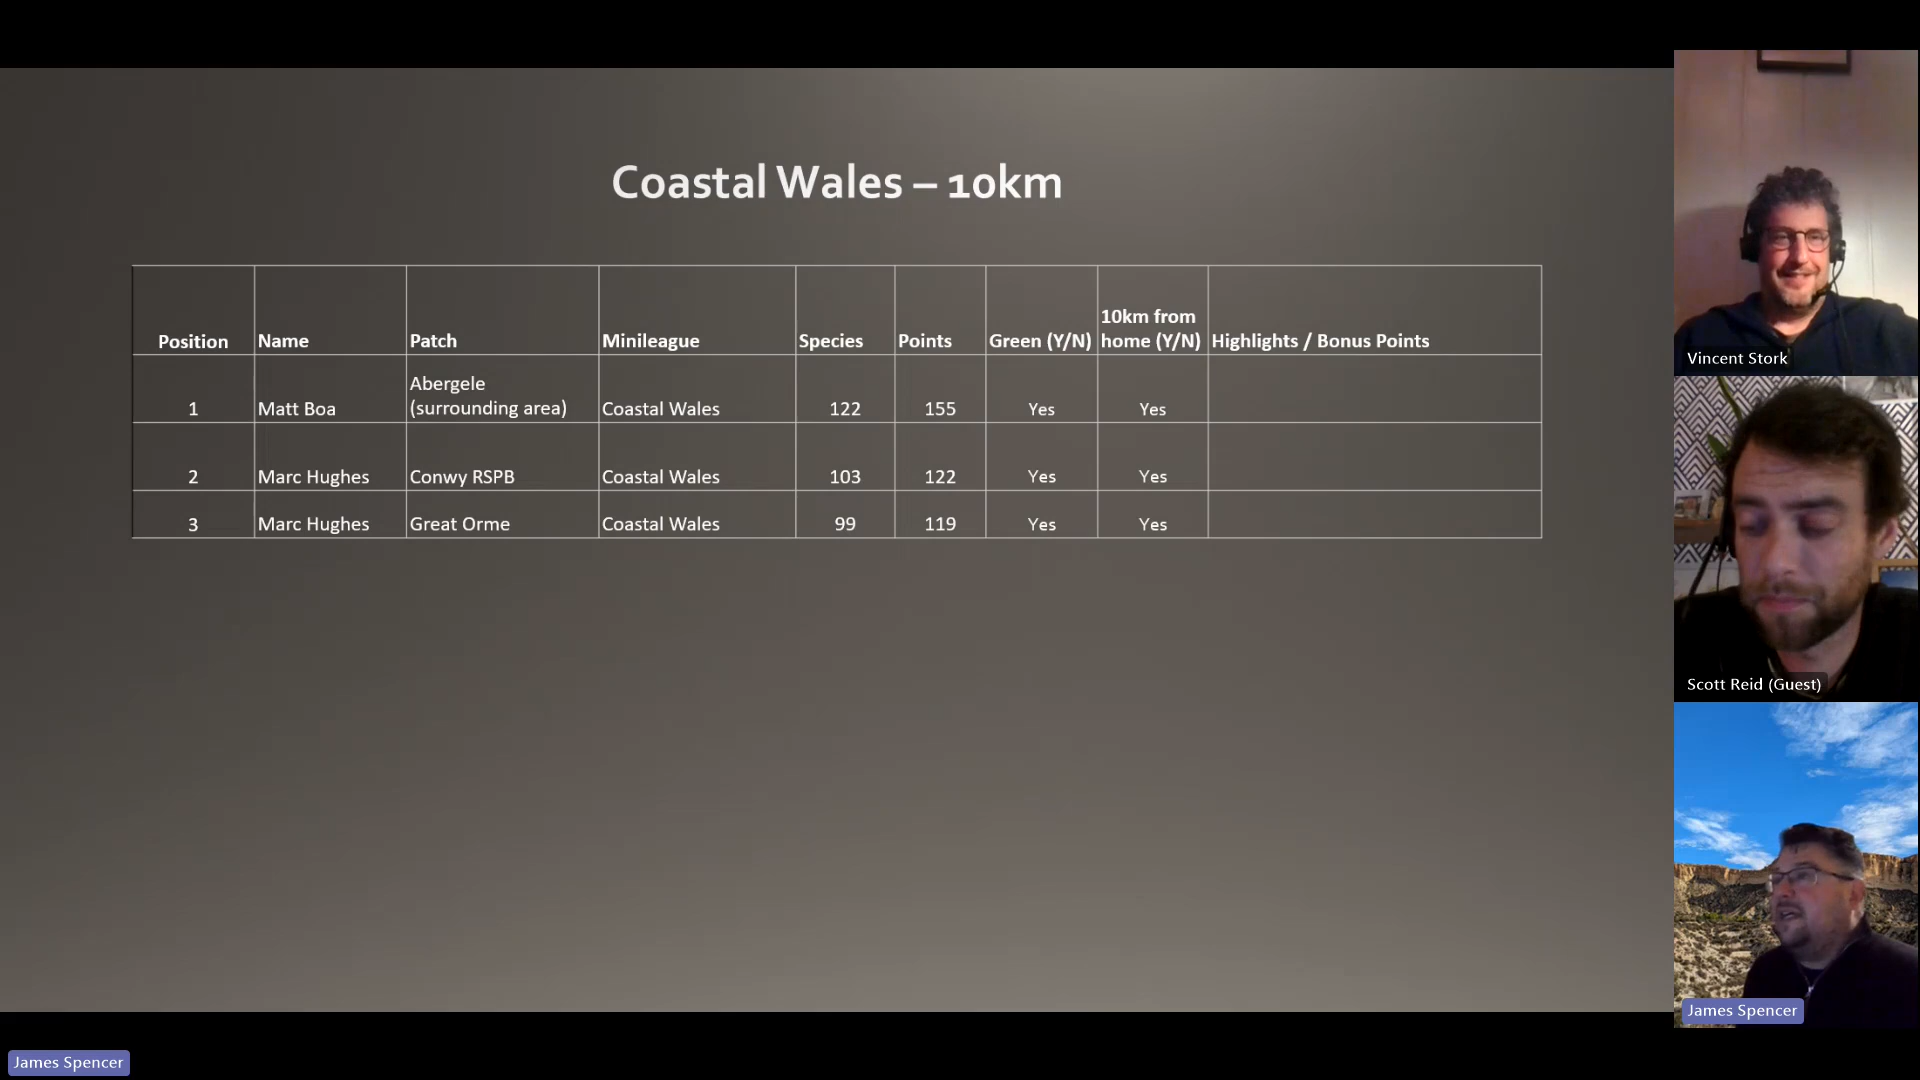 Coastal Wales – 10km
Position Name Patch Minileague Species Points Green (Y/N) 10km from home (Y/N) Highlights / Bonus Points
1 Matt Boa Abergele (surrounding area) Coastal Wales 122 155 Yes Yes
2 Marc Hughes Conwy RSPB Coastal Wales 103 122 Yes Yes
3 Marc Hughes Great Orme Coastal Wales 99 119 Yes Yes
Vincent Stork
Scott Reid (Guest)
James Spencer
James Spencer